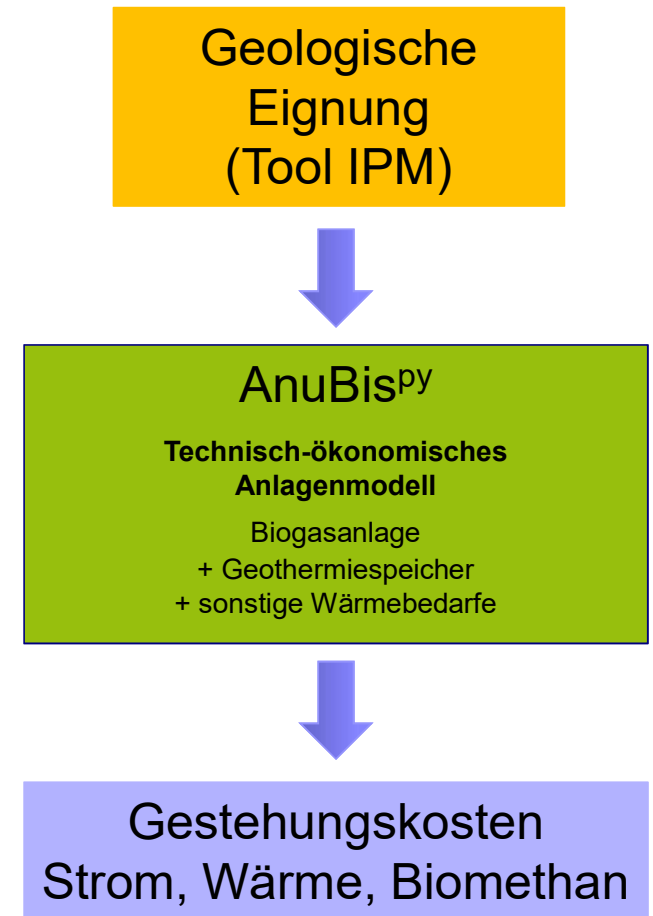 Geologische
Eignung
(Tool IPM)
AnuBispy
Technisch-ökonomisches
Anlagenmodell
Biogasanlage
+ Geothermiespeicher
+ sonstige Wärmebedarfe
Gestehungskosten
Strom, Wärme, Biomethan